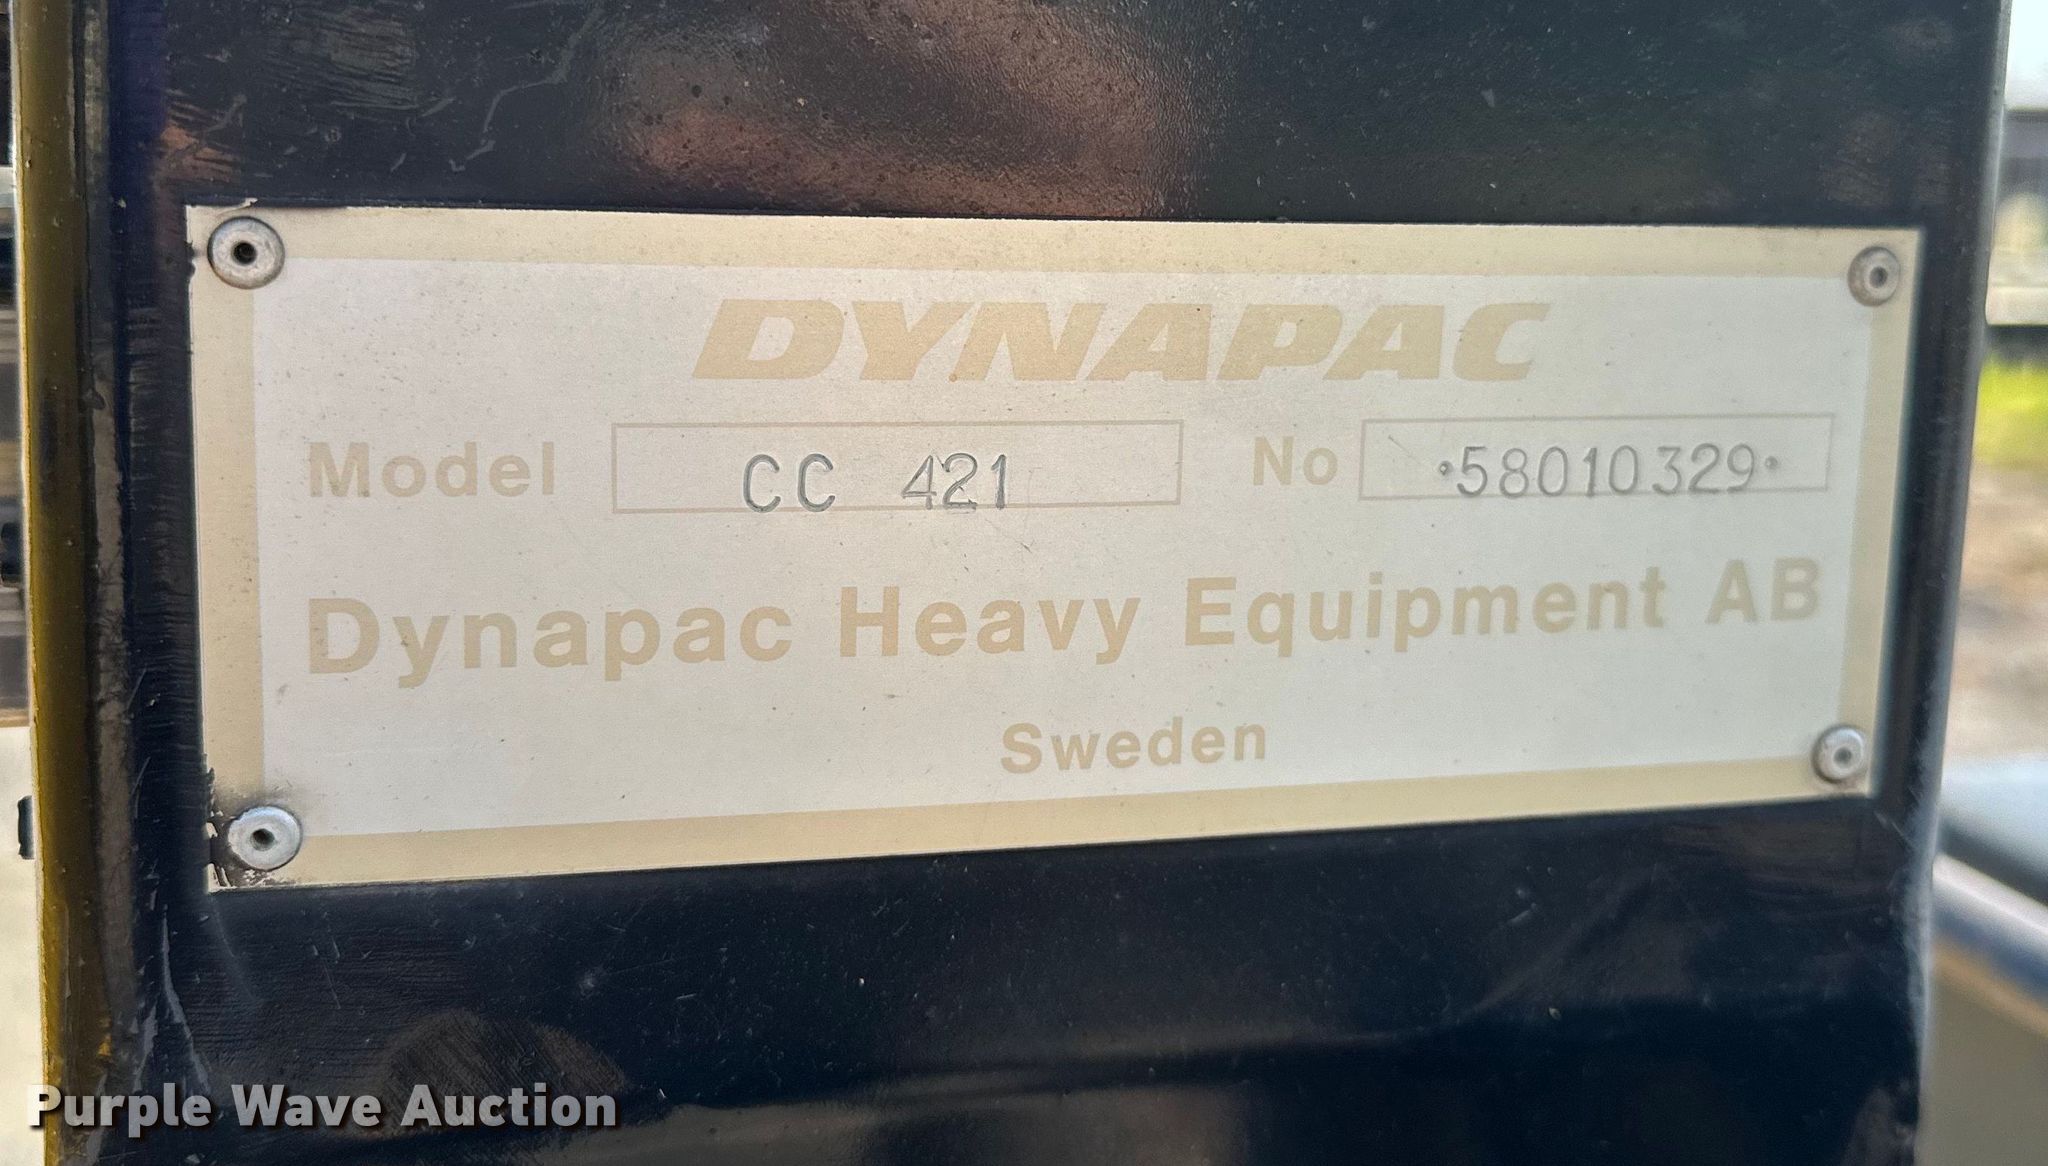 DYNAPAC
Model CC 421 No •58010329•
Dynapac Heavy Equipment AB
Sweden
Purple Wave Auction